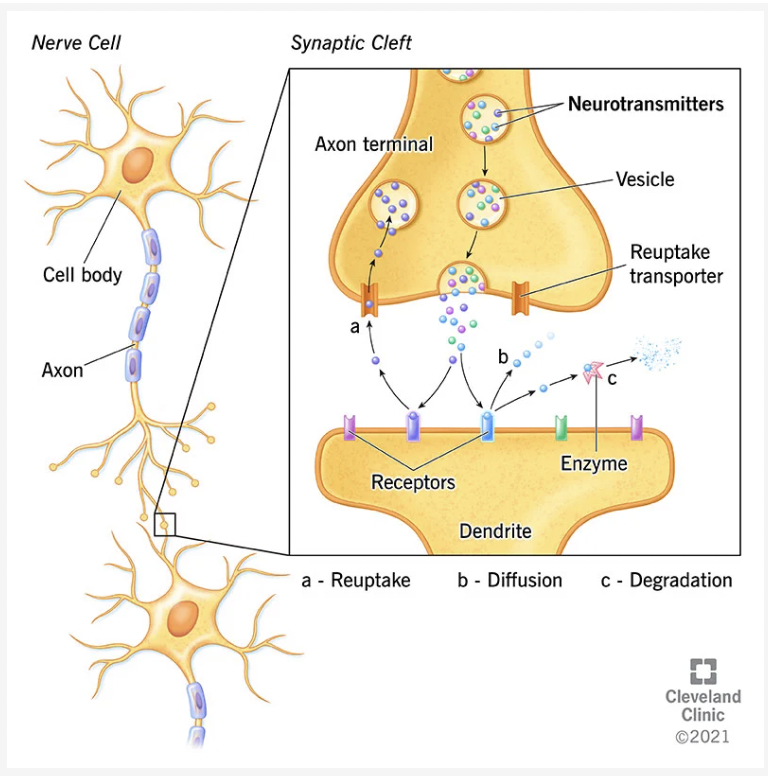 Nerve Cell
Synaptic Cleft
Neurotransmitters
Axon terminal
Vesicle
Reuptake
transporter
Cell body
a
b
c
Axon
Enzyme
Receptors
Dendrite
a - Reuptake b - Diffusion c - Degradation
Cleveland
Clinic
©2021